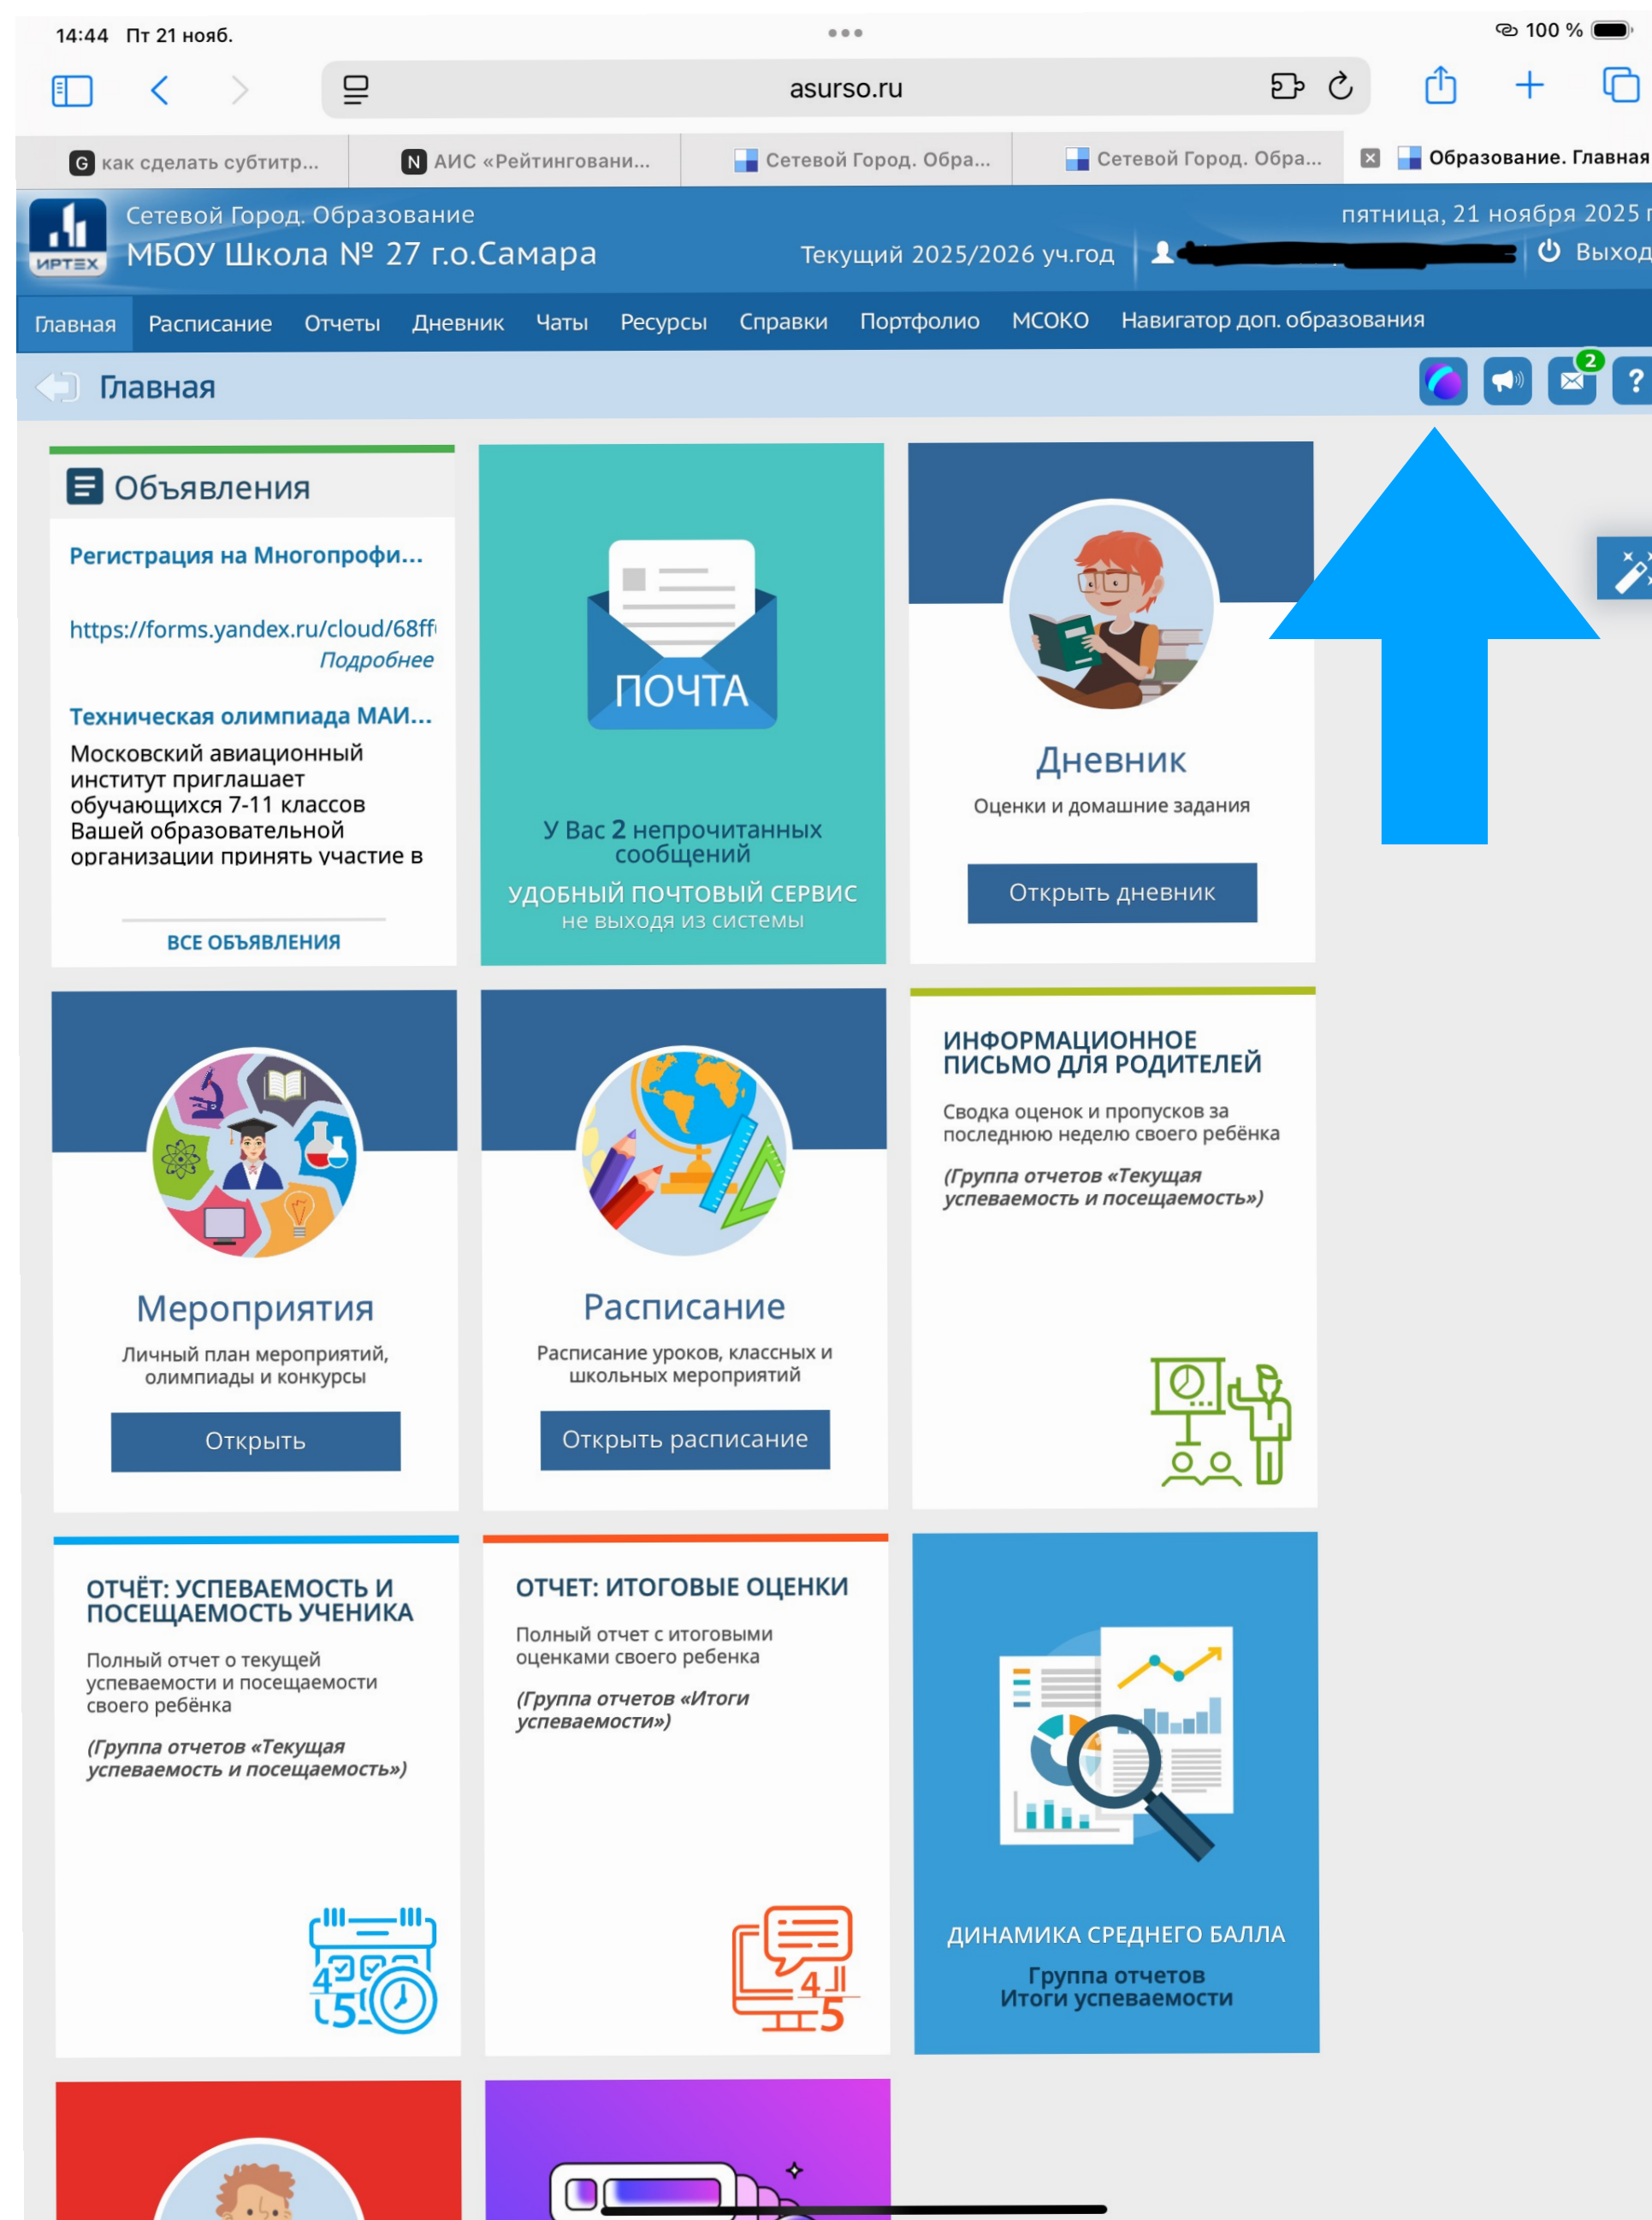 14:44 Пт 21 нояб.
100 %
asurso.ru
G как сделать субтитр...
N АИС «Рейтинговани...
Сетевой Город. Обра...
Сетевой Город. Обра...
Образование. Главная
Сетевой Город. Образование
пятница, 21 ноября 2025 г
ИРТЕХ
МБОУ Школа № 27 г.о.Самара
Текущий 2025/2026 уч.год
Выход
Главная Расписание Отчеты Дневник Чаты Ресурсы Справки Портфолио МСОКО Навигатор доп. образования
Главная
2
?
Объявления
Регистрация на Многопрофи...
https://forms.yandex.ru/cloud/68ff
Подробнее
Техническая олимпиада МАИ...
Московский авиационный
институт приглашает
обучающихся 7-11 классов
Вашей образовательной
организации принять участие в
ВСЕ ОБЪЯВЛЕНИЯ
ПОЧТА
У Вас 2 непрочитанных
сообщений
УДОБНЫЙ ПОЧТОВЫЙ СЕРВИС
не выходя из системы
Дневник
Оценки и домашние задания
Открыть дневник
Мероприятия
Личный план мероприятий,
олимпиады и конкурсы
Открыть
Расписание
Расписание уроков, классных и
школьных мероприятий
Открыть расписание
ИНФОРМАЦИОННОЕ
ПИСЬМО ДЛЯ РОДИТЕЛЕЙ
Сводка оценок и пропусков за
последнюю неделю своего ребёнка
(Группа отчетов «Текущая
успеваемость и посещаемость»)
ОТЧЁТ: УСПЕВАЕМОСТЬ И
ПОСЕЩАЕМОСТЬ УЧЕНИКА
Полный отчет о текущей
успеваемости и посещаемости
своего ребёнка
(Группа отчетов «Текущая
успеваемость и посещаемость»)
4
5
ОТЧЕТ: ИТОГОВЫЕ ОЦЕНКИ
Полный отчет с итоговыми
оценками своего ребенка
(Группа отчетов «Итоги
успеваемости»)
4
5
ДИНАМИКА СРЕДНЕГО БАЛЛА
Группа отчетов
Итоги успеваемости